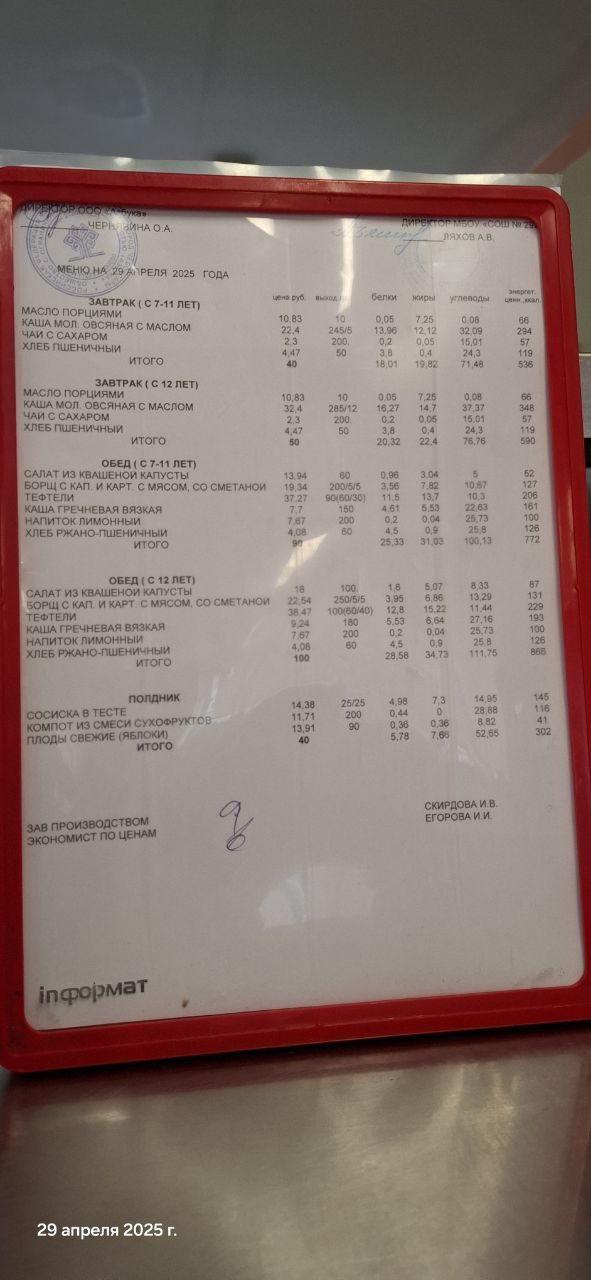 ДИРЕКТОР ООО «Азбука» ДИРЕКТОР МБОУ «СОШ № 29»
ЧЕРНЯВИНА О.А. ЛЯХОВ А.В.
МЕНЮ НА 29 АПРЕЛЯ 2025 ГОДА
цена.руб. выход.гр. белки жиры углеводы энергет. ценн.,ккал.
ЗАВТРАК ( С 7-11 ЛЕТ)
МАСЛО ПОРЦИЯМИ 10,83 10 0,05 7,25 0,08 66
КАША МОЛ. ОВСЯНАЯ С МАСЛОМ 22,4 245/5 13,96 12,12 32,09 294
ЧАЙ С САХАРОМ 2,3 200. 0,2 0,05 15,01 57
ХЛЕБ ПШЕНИЧНЫЙ 4,47 50 3,8 0,4 24,3 119
ИТОГО 40 18,01 19,82 71,48 536
ЗАВТРАК ( С 12 ЛЕТ)
МАСЛО ПОРЦИЯМИ 10,83 10 0,05 7,25 0,08 66
КАША МОЛ. ОВСЯНАЯ С МАСЛОМ 32,4 285/12 16,27 14,7 37,37 348
ЧАЙ С САХАРОМ 2,3 200. 0,2 0,05 15,01 57
ХЛЕБ ПШЕНИЧНЫЙ 4,47 50 3,8 0,4 24,3 119
ИТОГО 50 20,32 22,4 76,76 590
ОБЕД ( С 7-11 ЛЕТ)
САЛАТ ИЗ КВАШЕНОЙ КАПУСТЫ 13,94 60 0,96 3,04 5 52
БОРЩ С КАП. И КАРТ. С МЯСОМ, СО СМЕТАНОЙ 19,34 200/5/5 3,56 7,82 10,67 127
ТЕФТЕЛИ 37,27 90(60/30) 11,5 13,7 10,3 206
КАША ГРЕЧНЕВАЯ ВЯЗКАЯ 7,7 150 4,61 5,53 22,63 161
НАПИТОК ЛИМОННЫЙ 7,67 200 0,2 0,04 25,73 100
ХЛЕБ РЖАНО-ПШЕНИЧНЫЙ 4,08 60 4,5 0,9 25,8 126
ИТОГО 90 25,33 31,03 100,13 772
ОБЕД ( С 12 ЛЕТ)
САЛАТ ИЗ КВАШЕНОЙ КАПУСТЫ 18 100. 1,6 5,07 8,33 87
БОРЩ С КАП. И КАРТ. С МЯСОМ, СО СМЕТАНОЙ 22,54 250/5/5 3,95 6,86 13,29 131
ТЕФТЕЛИ 38,47 100(60/40) 12,8 15,22 11,44 229
КАША ГРЕЧНЕВАЯ ВЯЗКАЯ 9,24 180 5,53 6,64 27,16 193
НАПИТОК ЛИМОННЫЙ 7,67 200 0,2 0,04 25,73 100
ХЛЕБ РЖАНО-ПШЕНИЧНЫЙ 4,08 60 4,5 0,9 25,8 126
ИТОГО 100 28,58 34,73 111,75 866
ПОЛДНИК
СОСИСКА В ТЕСТЕ 14,38 25/25 4,98 7,3 14,95 145
КОМПОТ ИЗ СМЕСИ СУХОФРУКТОВ 11,71 200 0,44 0 28,88 116
ПЛОДЫ СВЕЖИЕ (ЯБЛОКИ) 13,91 90 0,36 0,36 8,82 41
ИТОГО 40 5,78 7,66 52,65 302
ЗАВ ПРОИЗВОДСТВОМ СКИРДОВА И.В.
ЭКОНОМИСТ ПО ЦЕНАМ ЕГОРОВА И.И.
inформат
29 апреля 2025 г.